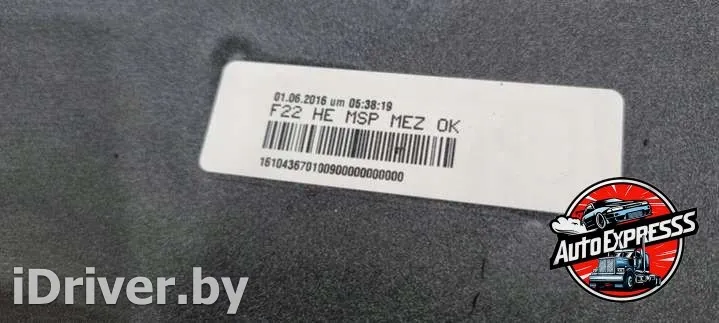 01.06.2016 um 05:38:19
F22 HE MSP MEZ OK
16104367010090000000000000
AutoExpresss
iDriver.by